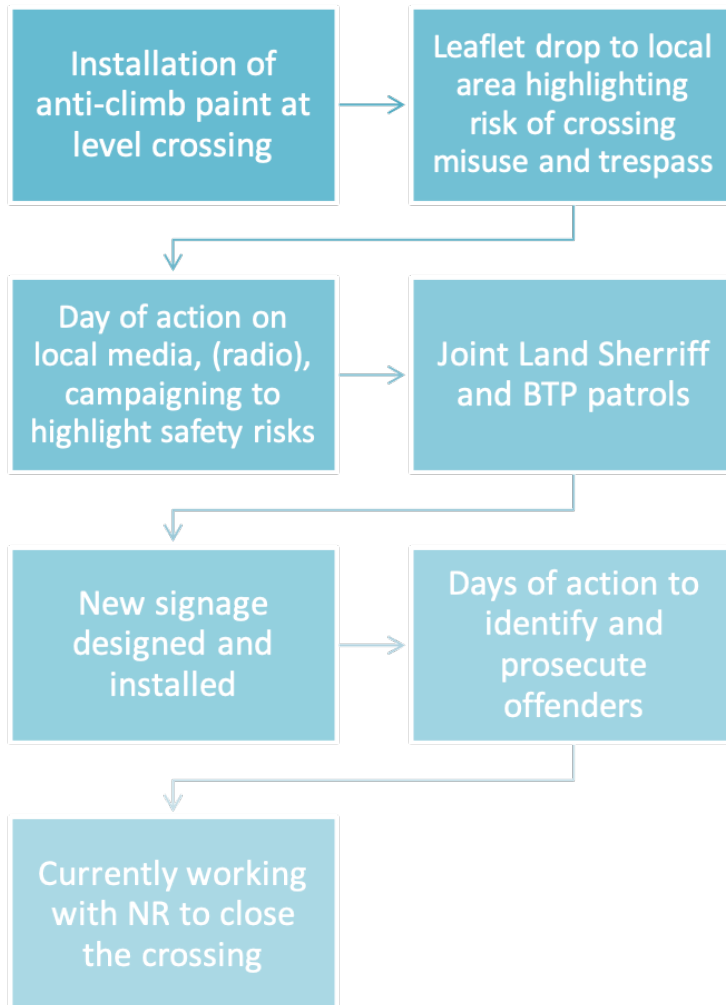 Installation of
anti-climb paint at
level crossing
Leaflet drop to local
area highlighting
risk of crossing
misuse and trespass
Day of action on
local media, (radio),
campaigning to
highlight safety risks
Joint Land Sherriff
and BTP patrols
New signage
designed and
installed
Days of action to
identify and
prosecute
offenders
Currently working
with NR to close
the crossing